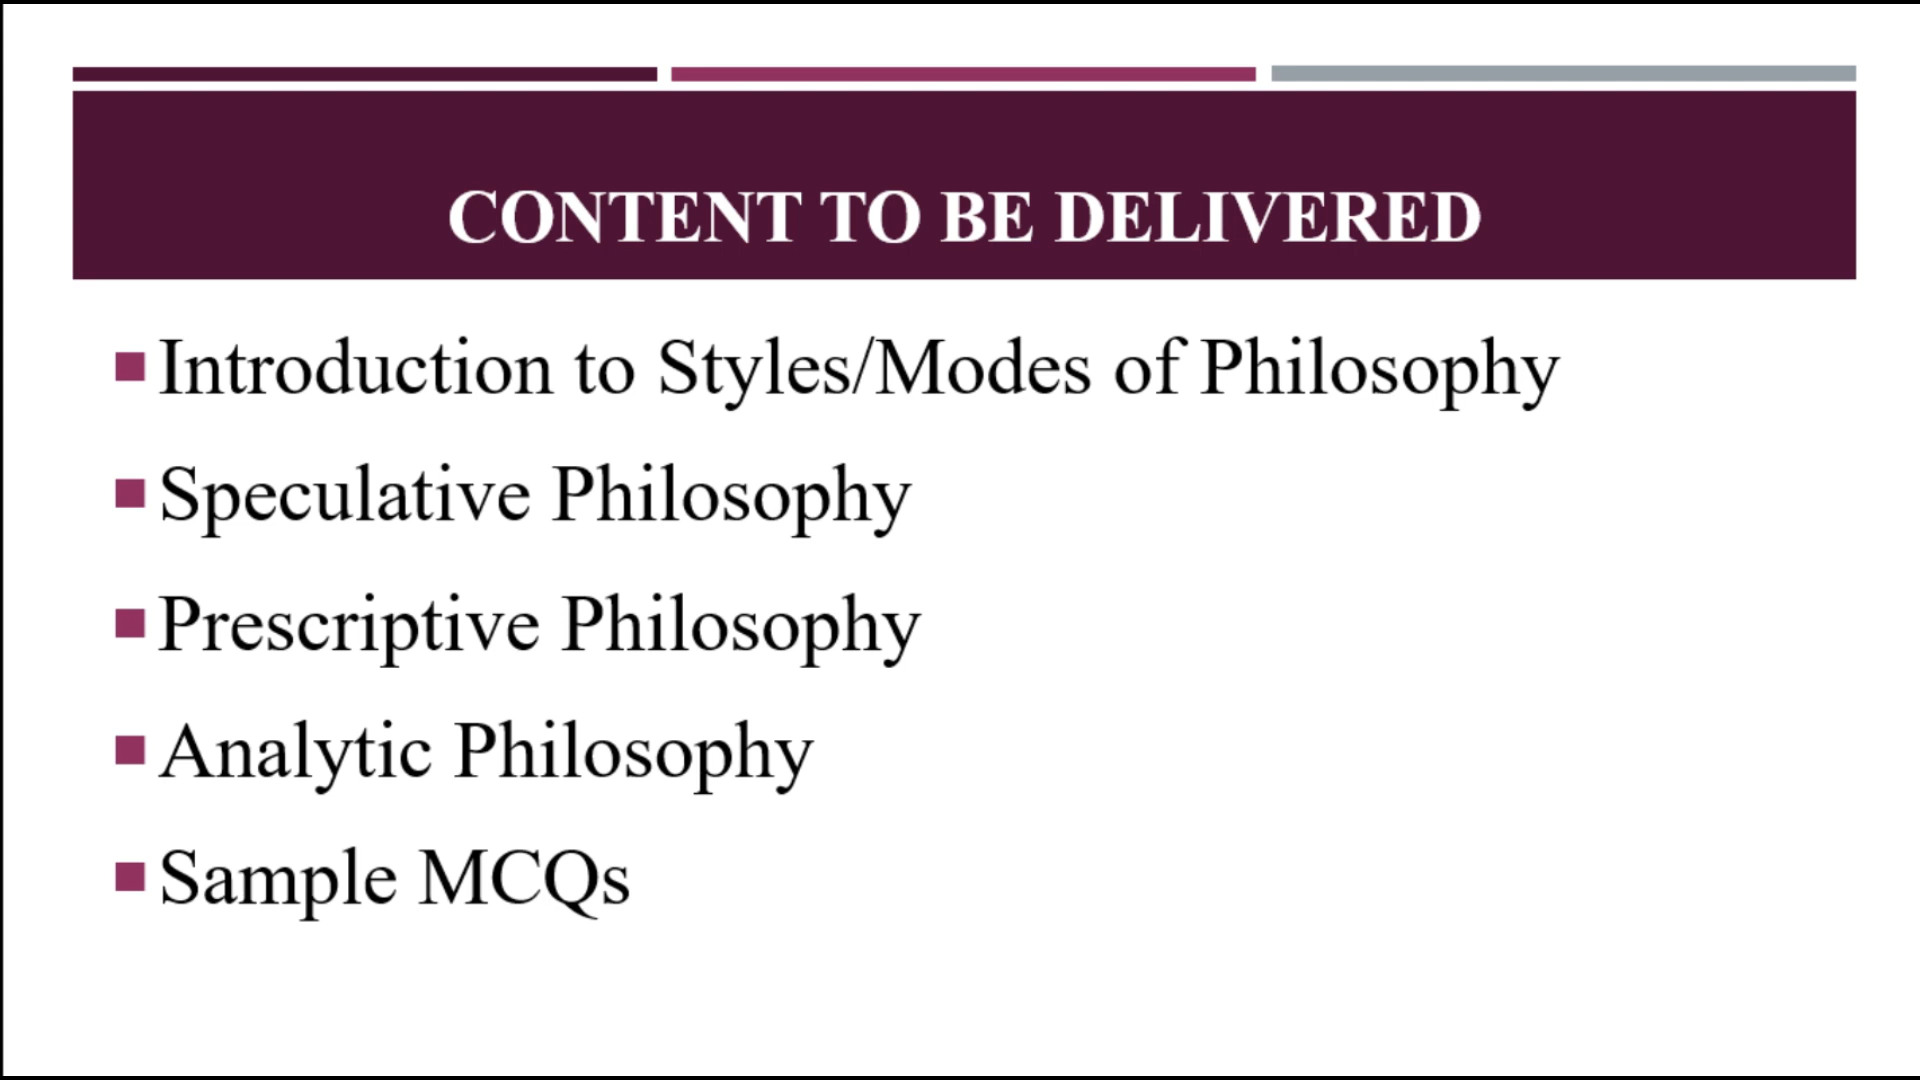 CONTENT TO BE DELIVERED
Introduction to Styles/Modes of Philosophy
Speculative Philosophy
Prescriptive Philosophy
Analytic Philosophy
Sample MCQs